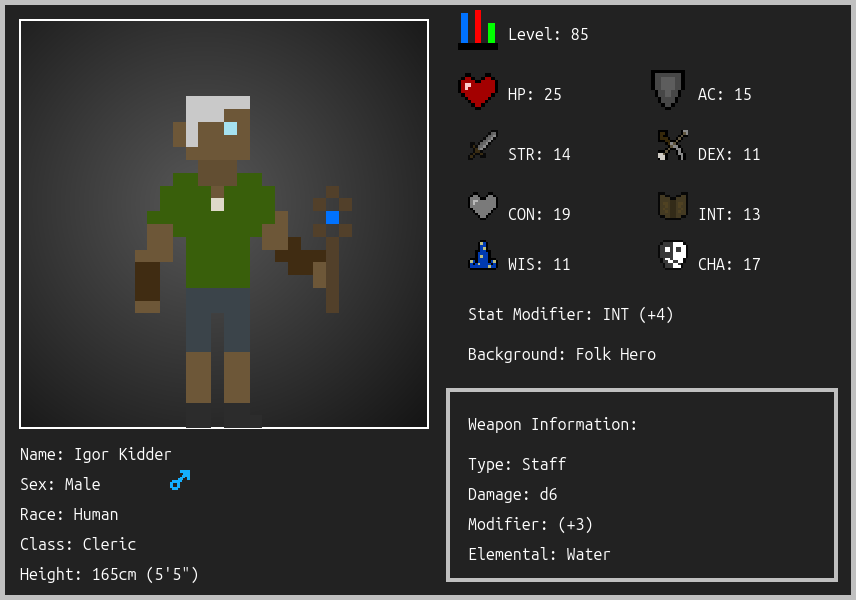 Level: 85
HP: 25
AC: 15
STR: 14
DEX: 11
CON: 19
INT: 13
WIS: 11
CHA: 17
Stat Modifier: INT (+4)
Background: Folk Hero
Weapon Information:
Type: Staff
Damage: d6
Modifier: (+3)
Elemental: Water
Name: Igor Kidder
Sex: Male
Race: Human
Class: Cleric
Height: 165cm (5'5")